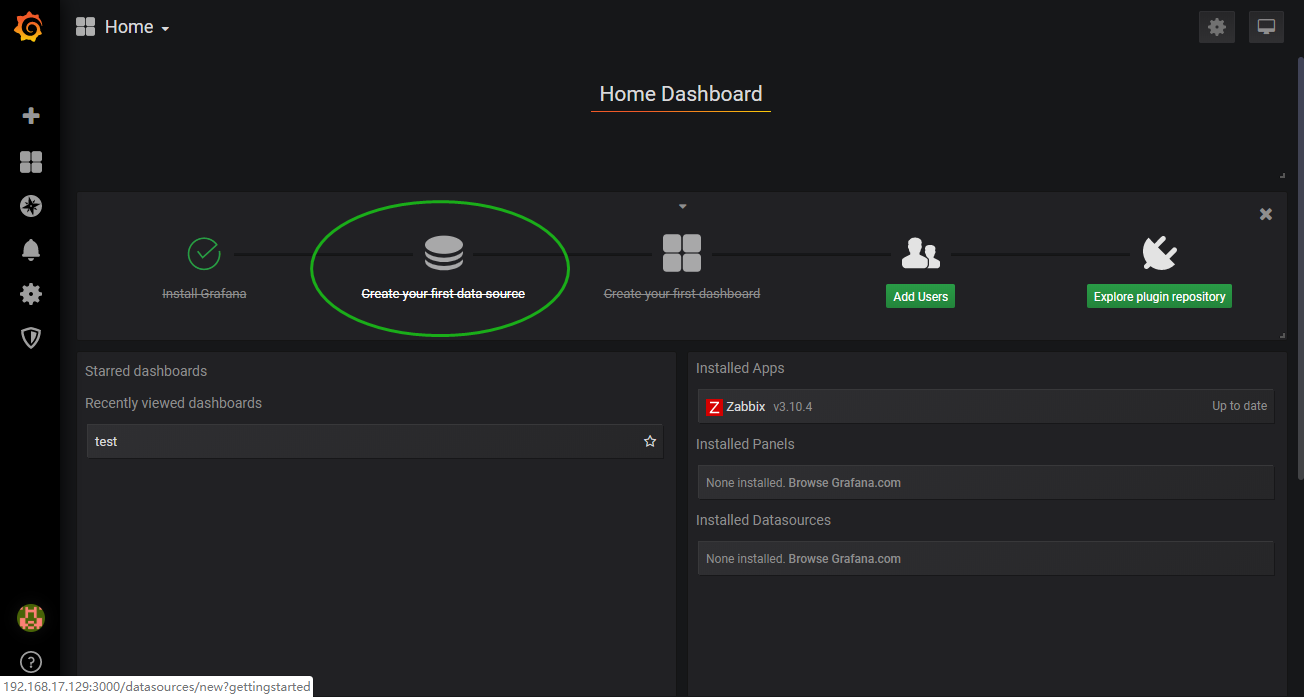 Home
Home Dashboard
Install Grafana
Create your first data source
Create your first dashboard
Add Users
Explore plugin repository
Starred dashboards
Recently viewed dashboards
test
Installed Apps
Z Zabbix v3.10.4 Up to date
Installed Panels
None installed. Browse Grafana.com
Installed Datasources
None installed. Browse Grafana.com
?
192.168.17.129:3000/datasources/new?gettingstarted